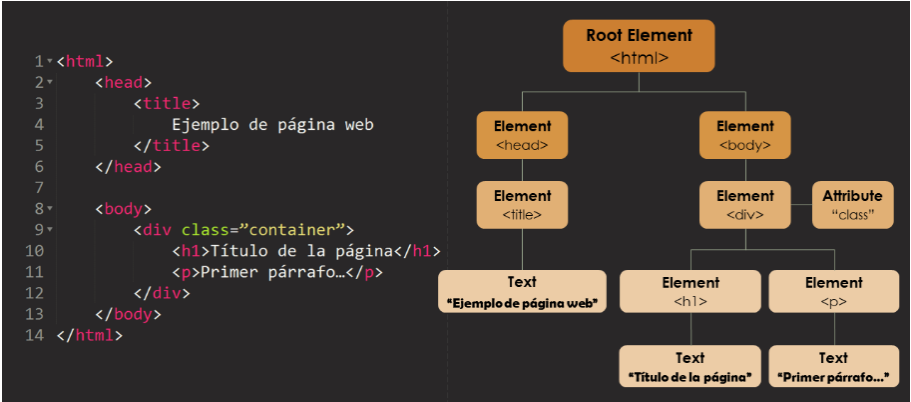 1 <html>
2 <head>
3 <title>
4 Ejemplo de página web
5 </title>
6 </head>
7
8 <body>
9 <div class=”container”>
10 <h1>Título de la página</h1>
11 <p>Primer párrafo…</p>
12 </div>
13 </body>
14 </html>
Root Element
<html>
Element
<head>
Element
<body>
Element
<title>
Element
<div>
Attribute
“class”
Text
“Ejemplo de página web”
Element
<h1>
Element
<p>
Text
“Título de la página”
Text
“Primer párrafo...”